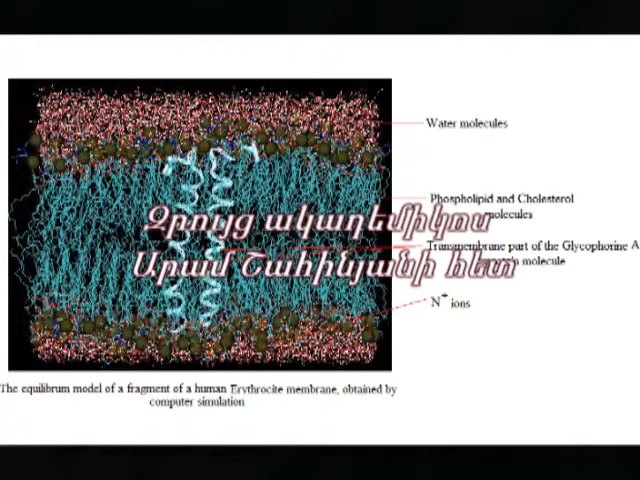 Water molecules
Phospholipid and Cholesterol
molecules
Զրույց ակադեմիկոս
Transmembrane part of the Glycophorine A
molecule
Արամ Շահինյանի հետ
N+ ions
The equilibrum model of a fragment of a human Erythrocite membrane, obtained by
computer simulation